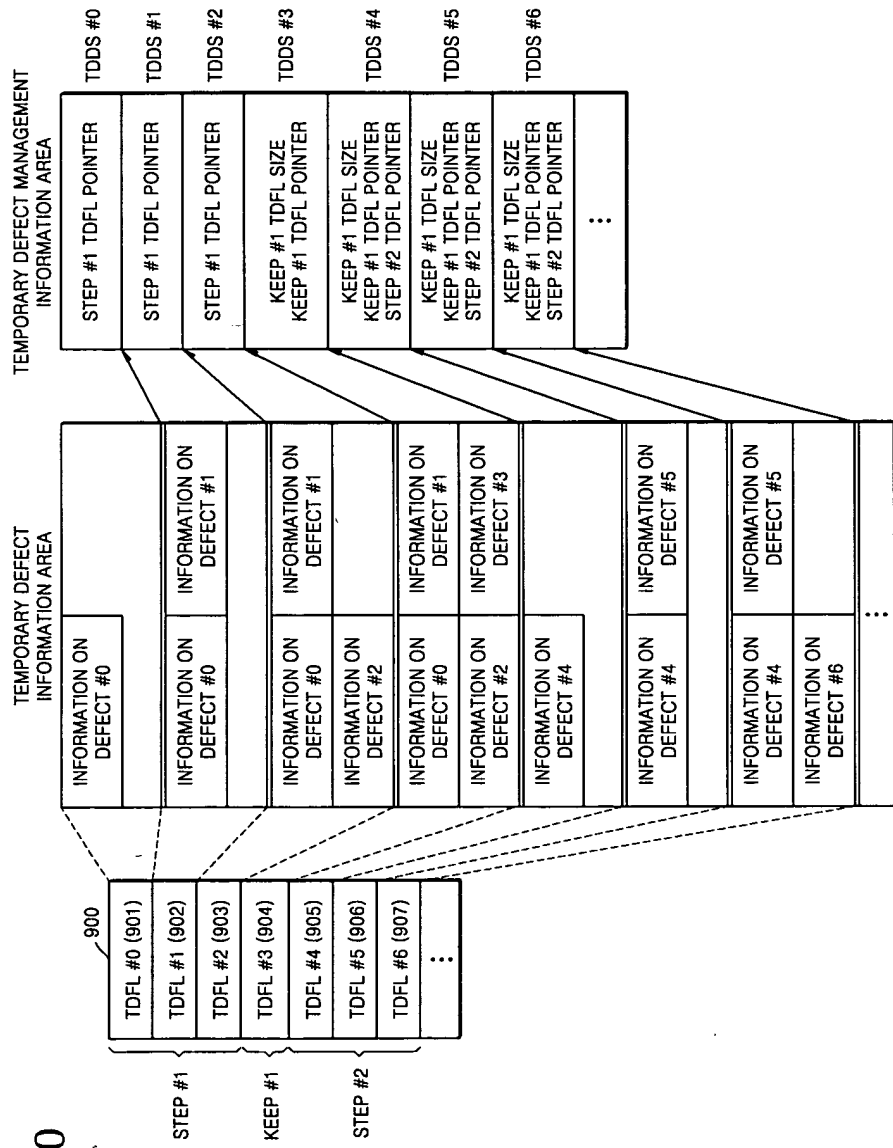 0
900
TDFL #0 (901)
TDFL #1 (902)
TDFL #2 (903)
TDFL #3 (904)
TDFL #4 (905)
TDFL #5 (906)
TDFL #6 (907)
⋮
STEP #1
KEEP #1
STEP #2
TEMPORARY DEFECT
INFORMATION AREA
INFORMATION ON
DEFECT #0
INFORMATION ON
DEFECT #0
INFORMATION ON
DEFECT #1
INFORMATION ON
DEFECT #0
INFORMATION ON
DEFECT #1
INFORMATION ON
DEFECT #2
INFORMATION ON
DEFECT #0
INFORMATION ON
DEFECT #1
INFORMATION ON
DEFECT #2
INFORMATION ON
DEFECT #3
INFORMATION ON
DEFECT #4
INFORMATION ON
DEFECT #4
INFORMATION ON
DEFECT #5
INFORMATION ON
DEFECT #4
INFORMATION ON
DEFECT #5
INFORMATION ON
DEFECT #6
⋮
TEMPORARY DEFECT MANAGEMENT
INFORMATION AREA
STEP #1 TDFL POINTER
TDDS #0
STEP #1 TDFL POINTER
TDDS #1
STEP #1 TDFL POINTER
TDDS #2
KEEP #1 TDFL SIZE
KEEP #1 TDFL POINTER
TDDS #3
KEEP #1 TDFL SIZE
KEEP #1 TDFL POINTER
STEP #2 TDFL POINTER
TDDS #4
KEEP #1 TDFL SIZE
KEEP #1 TDFL POINTER
STEP #2 TDFL POINTER
TDDS #5
KEEP #1 TDFL SIZE
KEEP #1 TDFL POINTER
STEP #2 TDFL POINTER
TDDS #6
⋮